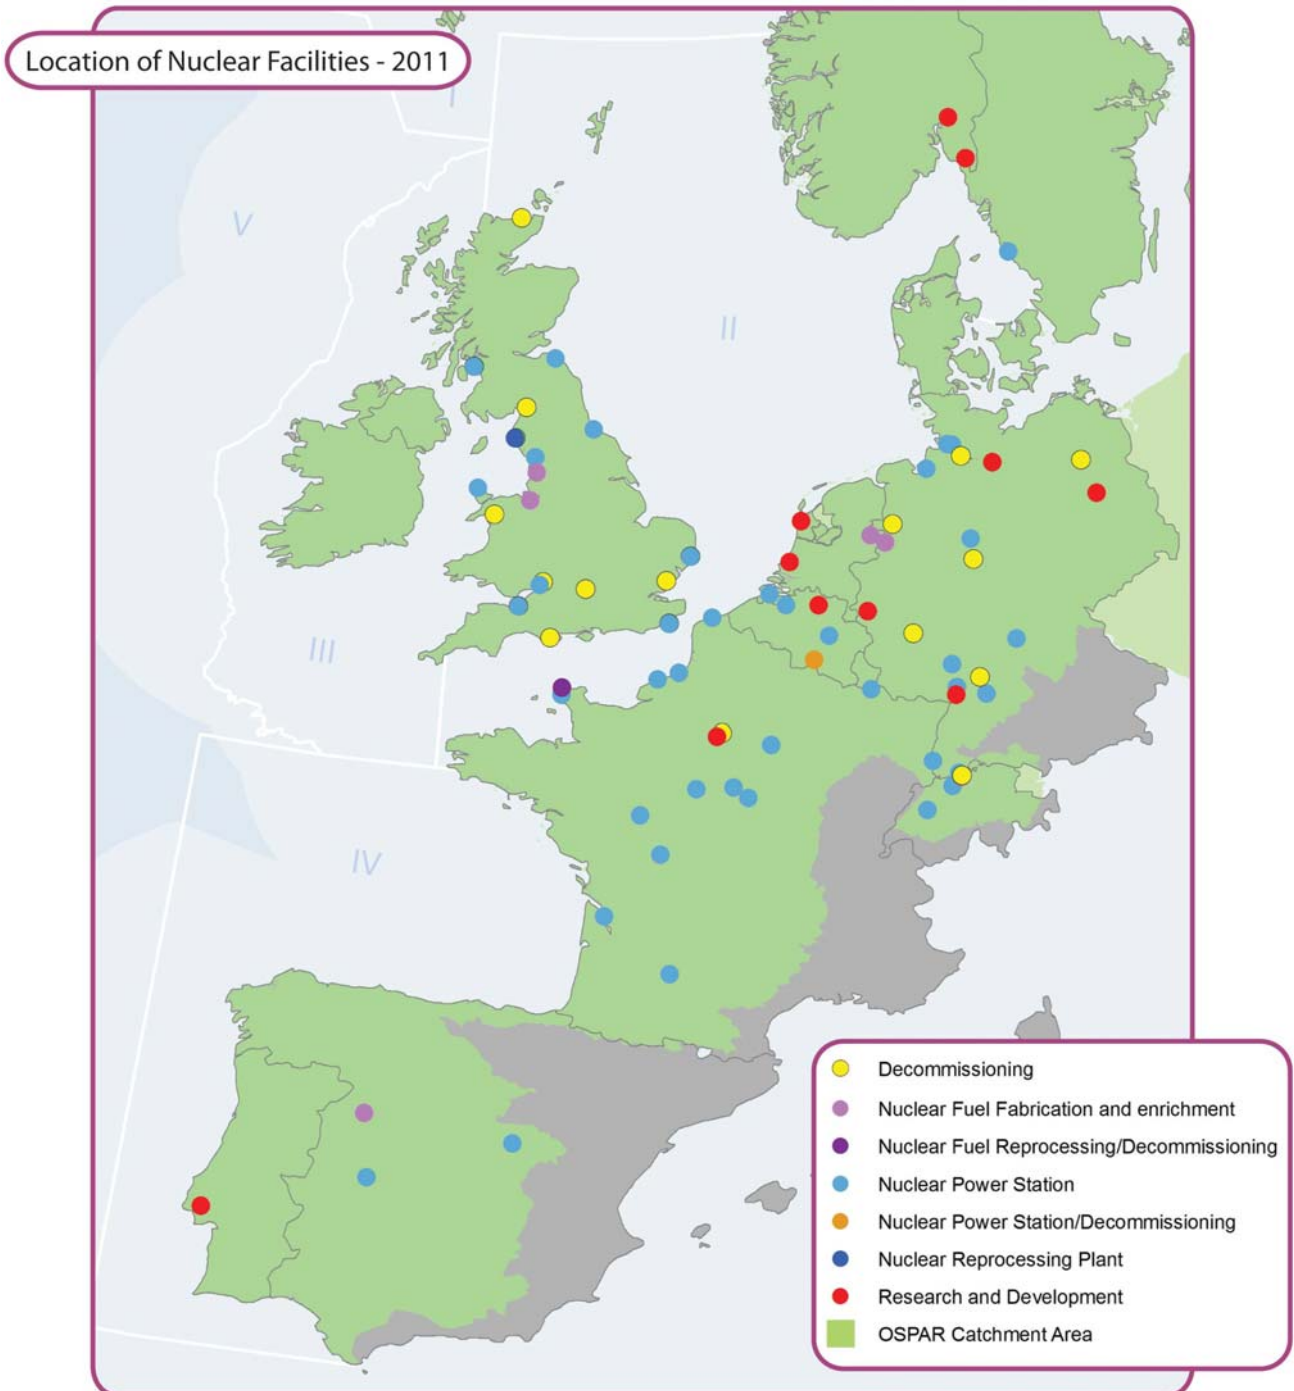 Location of Nuclear Facilities - 2011
I
V
II
III
IV
Decommissioning
Nuclear Fuel Fabrication and enrichment
Nuclear Fuel Reprocessing/Decommissioning
Nuclear Power Station
Nuclear Power Station/Decommissioning
Nuclear Reprocessing Plant
Research and Development
OSPAR Catchment Area